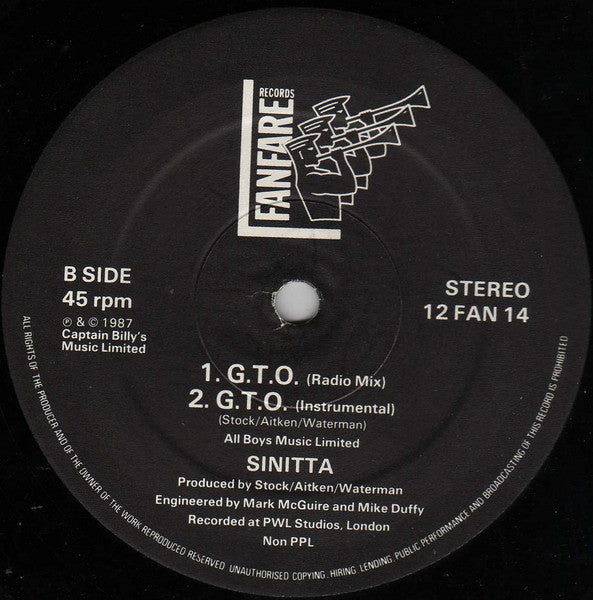 FANFARE
RECORDS
B SIDE
45 rpm
℗ & © 1987
Captain Billy's
Music Limited
STEREO
12 FAN 14
1. G.T.O. (Radio Mix)
2. G.T.O. (Instrumental)
(Stock/Aitken/Waterman)
All Boys Music Limited
SINITTA
Produced by Stock/Aitken/Waterman
Engineered by Mark McGuire and Mike Duffy
Recorded at PWL Studios, London
Non PPL
ALL RIGHTS OF THE PRODUCER AND OF THE OWNER OF THE WORK REPRODUCED RESERVED UNAUTHORISED COPYING, HIRING, LENDING, PUBLIC PERFORMANCE AND BROADCASTING OF THIS RECORD IS PROHIBITED